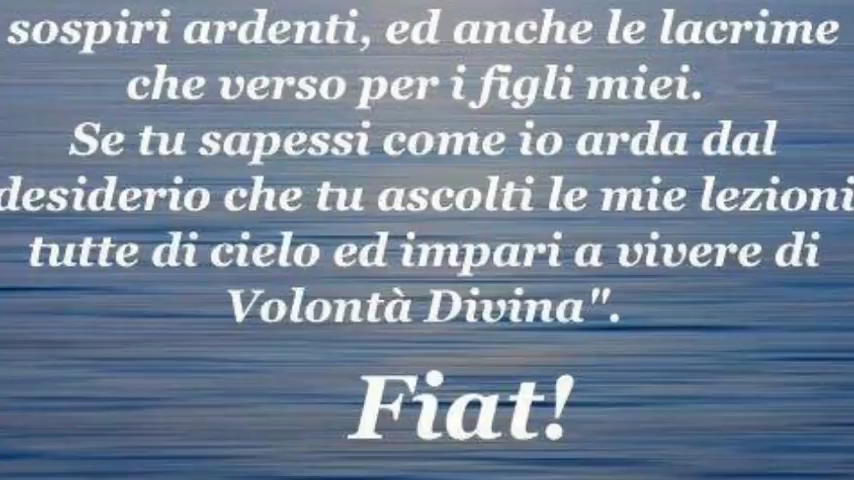 sospiri ardenti, ed anche le lacrime
che verso per i figli miei.
Se tu sapessi come io arda dal
desiderio che tu ascolti le mie lezioni
tutte di cielo ed impari a vivere di
Volontà Divina".
Fiat!